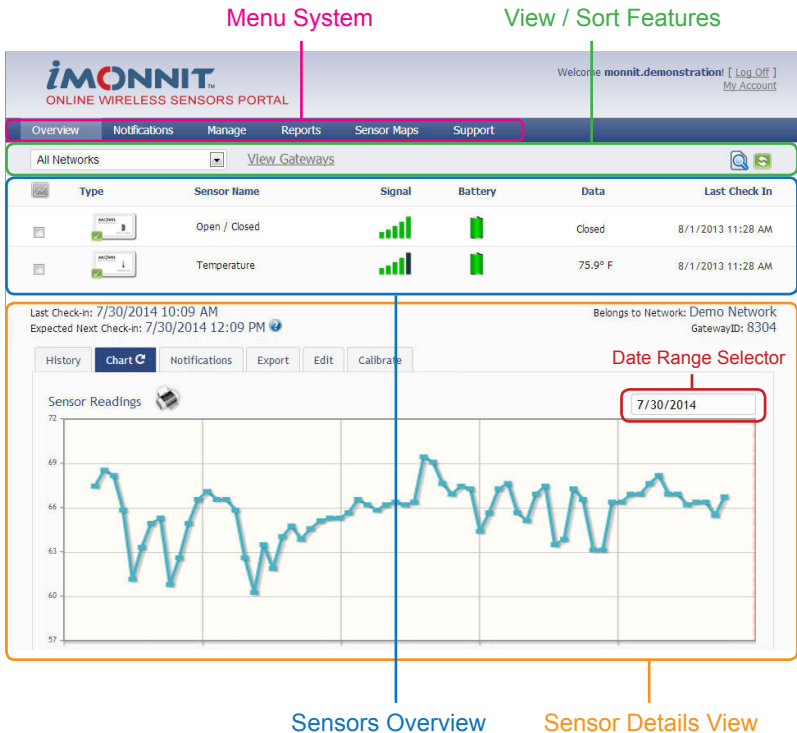 Menu System
View / Sort Features
iMONNIT™
ONLINE WIRELESS SENSORS PORTAL
Welcome monnit.demonstration! [ Log Off ]
My Account
Overview Notifications Manage Reports Sensor Maps Support
All Networks View Gateways
Type Sensor Name Signal Battery Data Last Check In
MONNIT
Open / Closed Closed 8/1/2013 11:28 AM
MONNIT
Temperature 75.9° F 8/1/2013 11:28 AM
Last Check-in: 7/30/2014 10:09 AM
Expected Next Check-in: 7/30/2014 12:09 PM ?
Belongs to Network: Demo Network
GatewayID: 8304
History Chart Notifications Export Edit Calibrate
Date Range Selector
Sensor Readings
7/30/2014
72
69
66
63
60
57
Sensors Overview
Sensor Details View